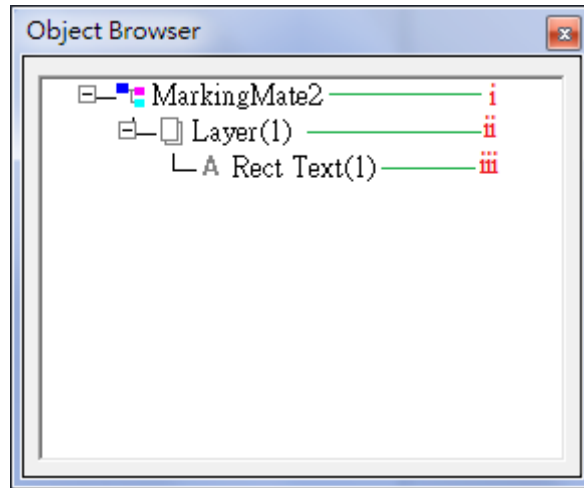 Object Browser
MarkingMate2 i
Layer(1) ii
A Rect Text(1) iii